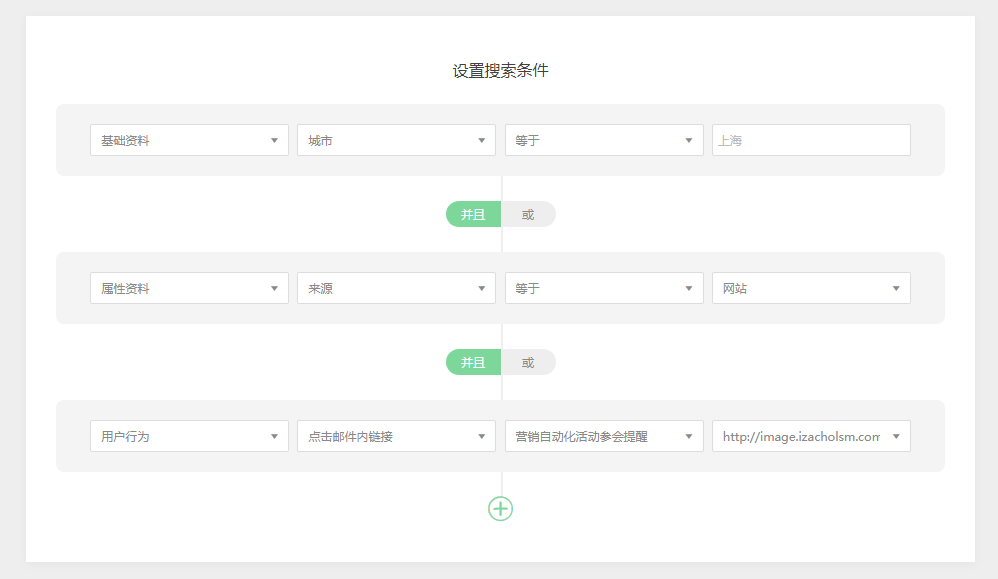 设置搜索条件
基础资料 城市 等于 上海
并且 或
属性资料 来源 等于 网站
并且 或
用户行为 点击邮件内链接 营销自动化活动参会提醒 http://image.izacholsm.com